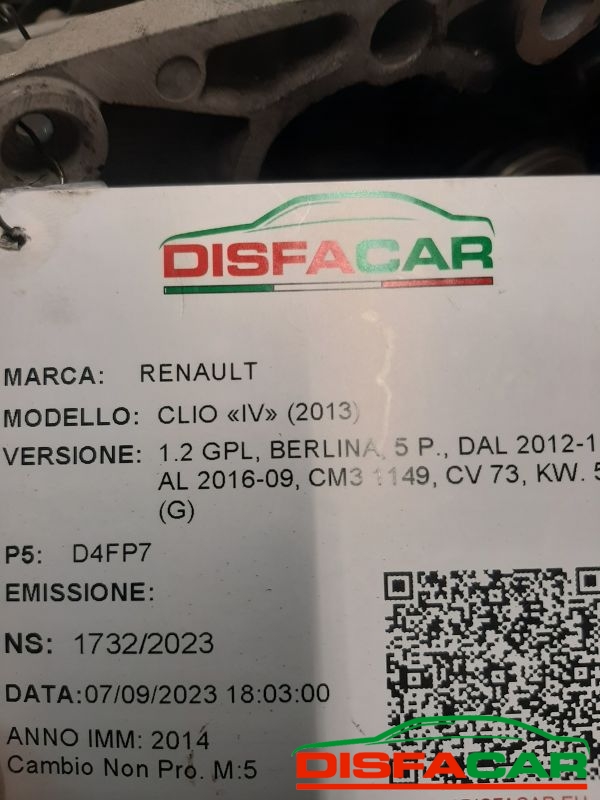 DISFACAR
MARCA: RENAULT
MODELLO: CLIO «IV» (2013)
VERSIONE: 1.2 GPL, BERLINA, 5 P., DAL 2012-1
AL 2016-09, CM3 1149, CV 73, KW. 5
(G)
P5: D4FP7
EMISSIONE:
NS: 1732/2023
DATA:07/09/2023 18:03:00
ANNO IMM: 2014
Cambio Non Pro. M:5
DISFACAR